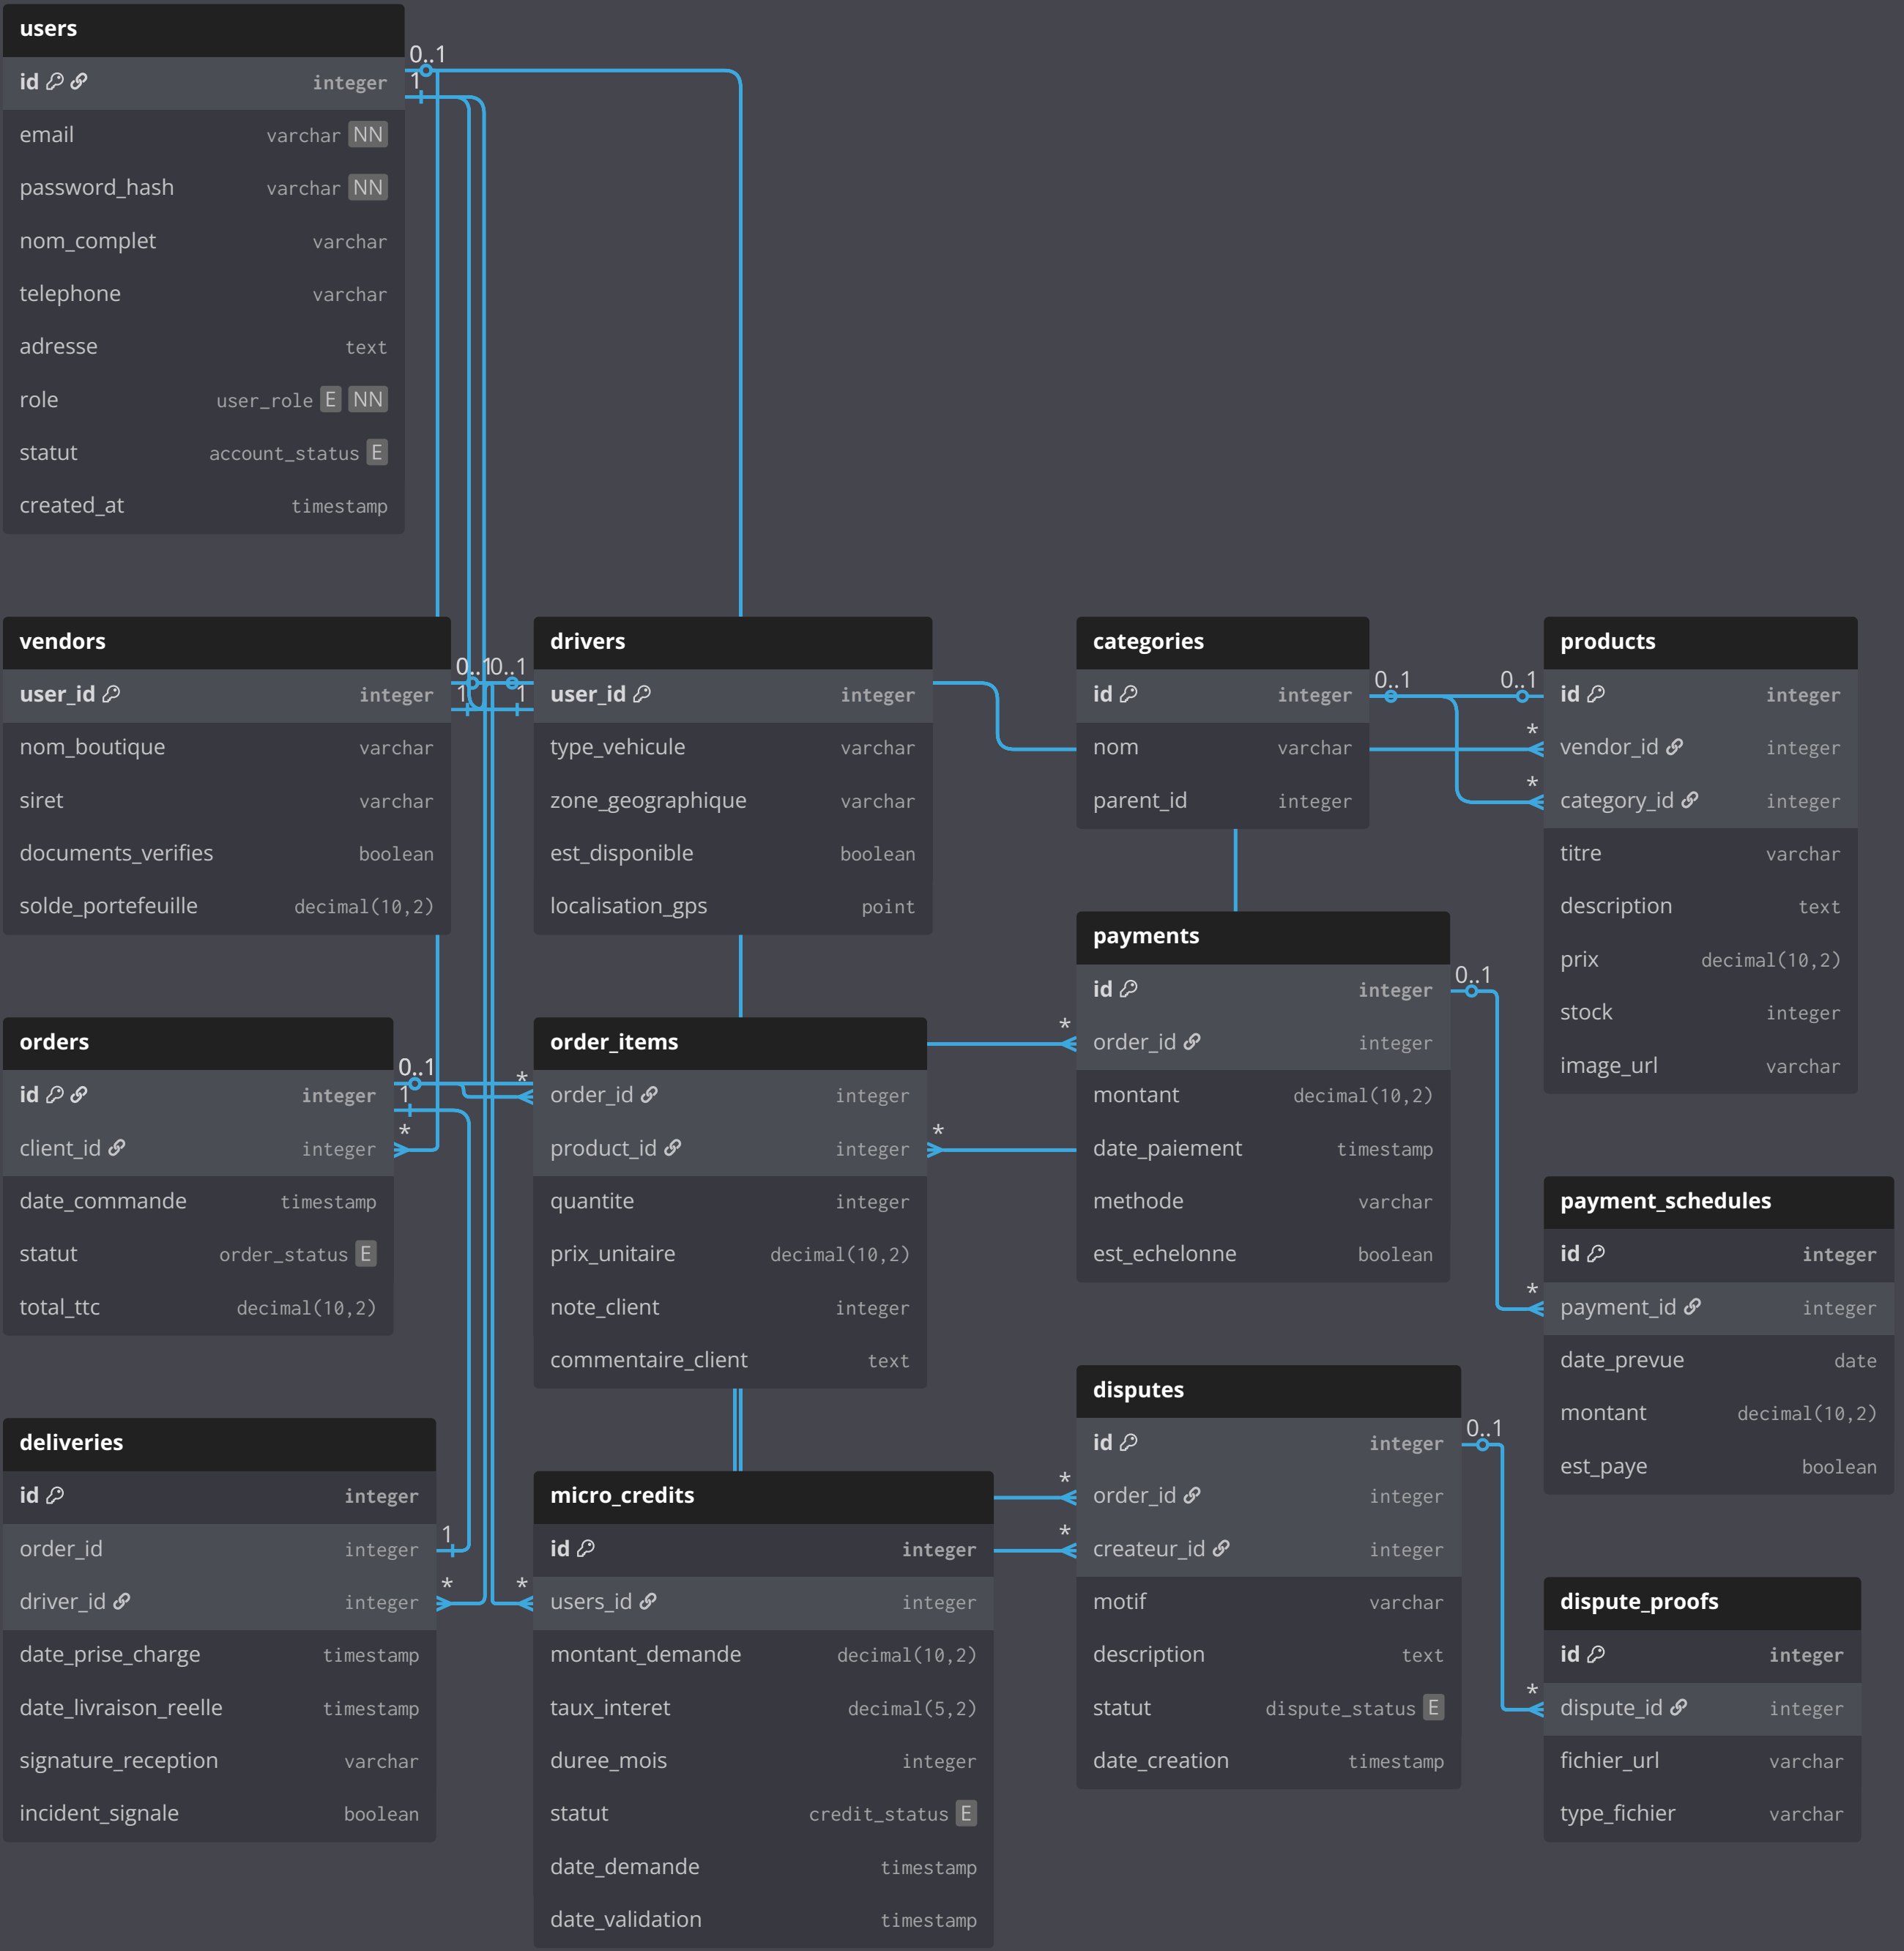 users
id integer
email varchar NN
password_hash varchar NN
nom_complet varchar
telephone varchar
adresse text
role user_role E NN
statut account_status E
created_at timestamp
0..1
1
vendors
user_id integer
nom_boutique varchar
siret varchar
documents_verifies boolean
solde_portefeuille decimal(10,2)
0..1
1
0..1
1
drivers
user_id integer
type_vehicule varchar
zone_geographique varchar
est_disponible boolean
localisation_gps point
categories
id integer
nom varchar
parent_id integer
0..1
0..1
*
*
products
id integer
vendor_id integer
category_id integer
titre varchar
description text
prix decimal(10,2)
stock integer
image_url varchar
orders
id integer
client_id integer
date_commande timestamp
statut order_status E
total_ttc decimal(10,2)
0..1
1
*
*
order_items
order_id integer
product_id integer
quantite integer
prix_unitaire decimal(10,2)
note_client integer
commentaire_client text
*
*
payments
id integer
order_id integer
montant decimal(10,2)
date_paiement timestamp
methode varchar
est_echelonne boolean
0..1
*
payment_schedules
id integer
payment_id integer
date_prevue date
montant decimal(10,2)
est_paye boolean
deliveries
id integer
order_id integer
driver_id integer
date_prise_charge timestamp
date_livraison_reelle timestamp
signature_reception varchar
incident_signale boolean
1
*
*
micro_credits
id integer
users_id integer
montant_demande decimal(10,2)
taux_interet decimal(5,2)
duree_mois integer
statut credit_status E
date_demande timestamp
date_validation timestamp
*
*
disputes
id integer
order_id integer
createur_id integer
motif varchar
description text
statut dispute_status E
date_creation timestamp
0..1
*
dispute_proofs
id integer
dispute_id integer
fichier_url varchar
type_fichier varchar